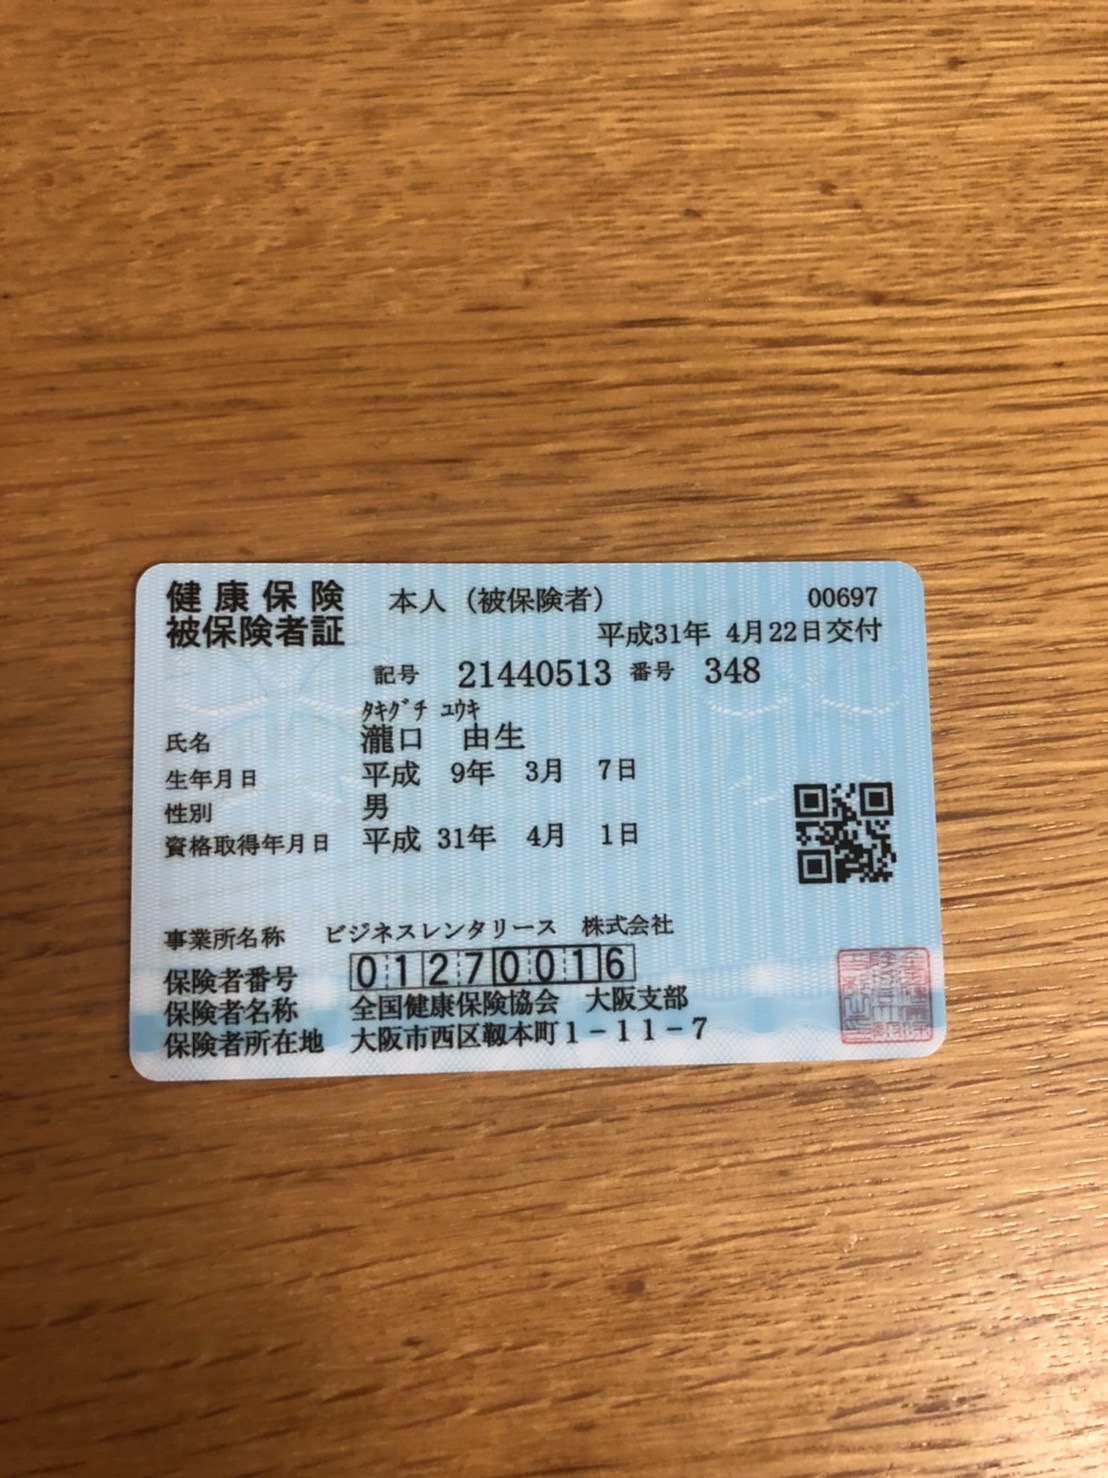 健康保険 本人（被保険者） 00697
被保険者証 平成31年 4月22日交付
記号 21440513 番号 348
ﾀｷｸﾞﾁ ﾕｳｷ
氏名 瀧口 由生
生年月日 平成 9年 3月 7日
性別 男
資格取得年月日 平成 31年 4月 1日
事業所名称 ビジネスレンタリース 株式会社
保険者番号 01270016
保険者名称 全国健康保険協会 大阪支部
保険者所在地 大阪市西区靱本町１－１１－７